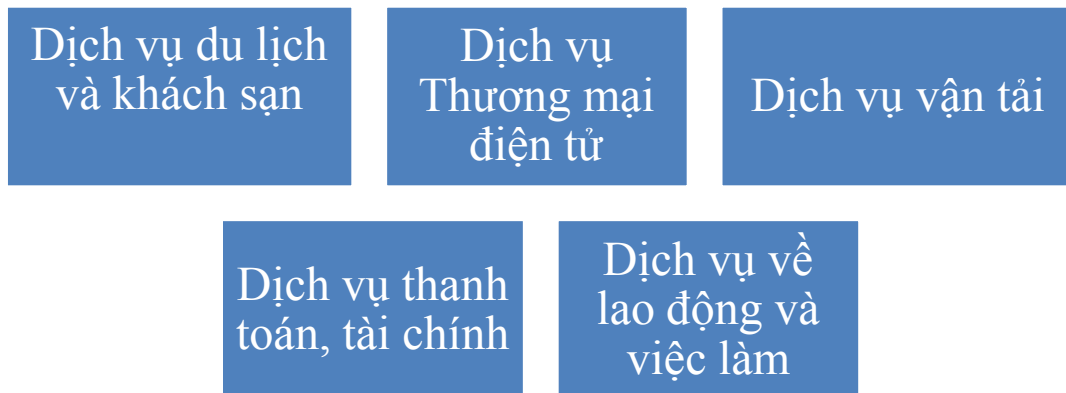 Dịch vụ du lịch
và khách sạn
Dịch vụ
Thương mại
điện tử
Dịch vụ vận tải
Dịch vụ thanh
toán, tài chính
Dịch vụ về
lao động và
việc làm